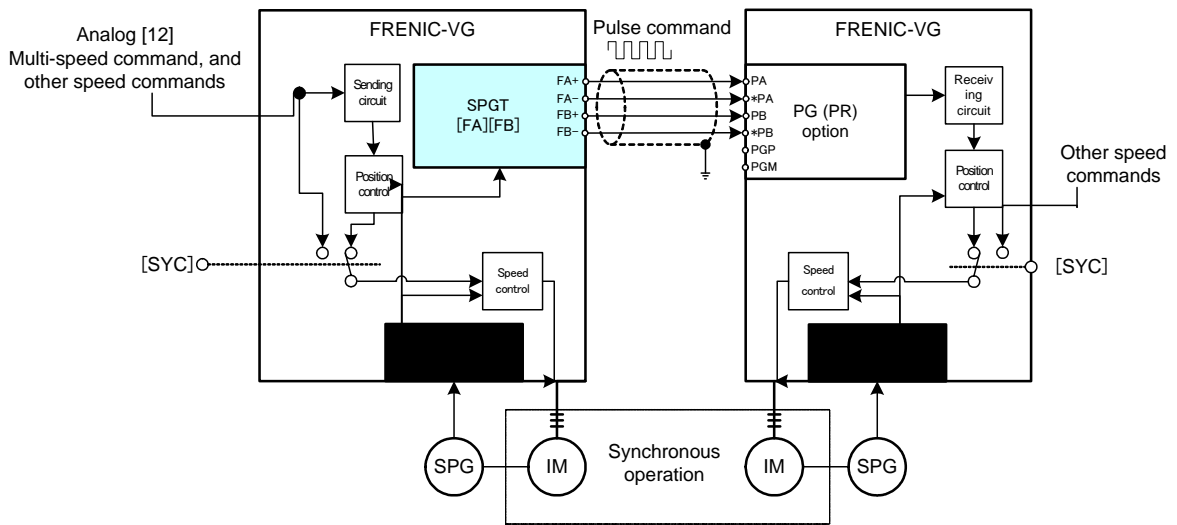 Analog [12]
Multi-speed command, and
other speed commands
FRENIC-VG
Sending
circuit
Position
control
SPGT
[FA][FB]
FA+
FA-
FB+
FB-
[SYC]
Speed
control
Pulse command
FRENIC-VG
PA
*PA
PB
*PB
PGP
PGM
PG (PR)
option
Receiv
ing
circuit
Position
control
Other speed
commands
[SYC]
Speed
control
SPG
IM
Synchronous
operation
IM
SPG